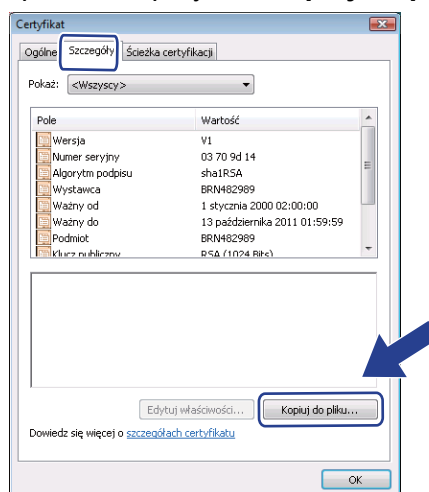 Certyfikat
Ogólne Szczegóły Ścieżka certyfikacji
Pokaż: <Wszyscy>
Pole Wartość
Wersja V1
Numer seryjny 03 70 9d 14
Algorytm podpisu sha1RSA
Wystawca BRN482989
Ważny od 1 stycznia 2000 02:00:00
Ważny do 13 października 2011 01:59:59
Podmiot BRN482989
Klucz publiczny RSA (1024 Bits)
Edytuj właściwości... Kopiuj do pliku...
Dowiedz się więcej o szczegółach certyfikatu
OK